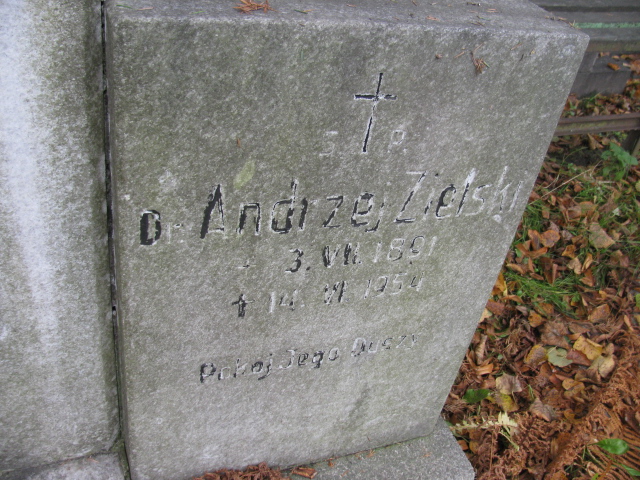 Ś P
Dr Andrzej Zielski
* 3. VII. 1891
† 14. VI 1954
Pokój Jego Duszy